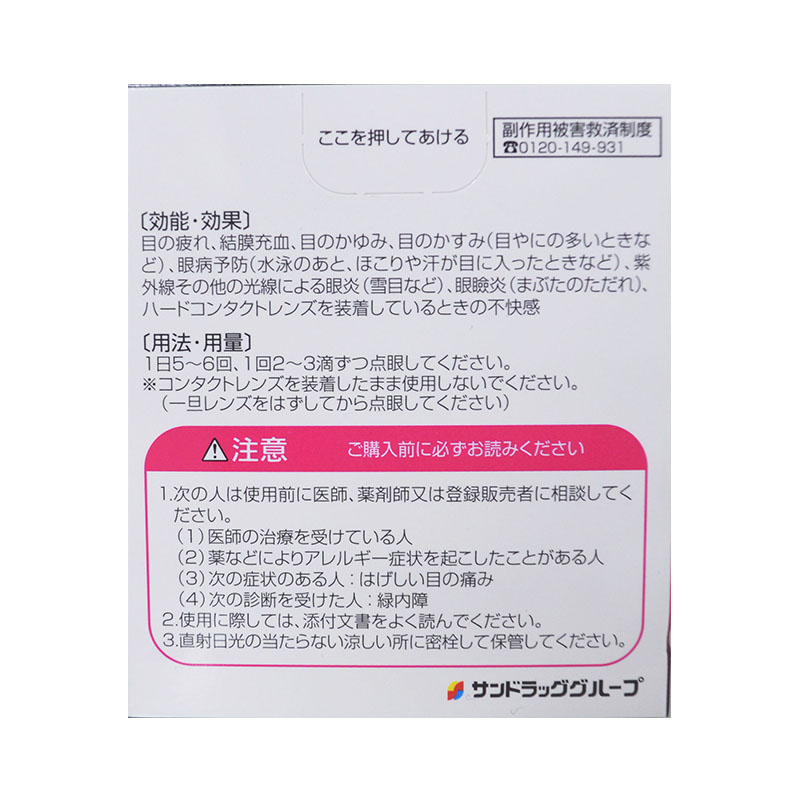 ここを押してあける
副作用被害救済制度
☎0120-149-931
〔効能・効果〕
目の疲れ、結膜充血、目のかゆみ、目のかすみ(目やにの多いときな
ど)、眼病予防(水泳のあと、ほこりや汗が目に入ったときなど)、紫
外線その他の光線による眼炎(雪目など)、眼瞼炎(まぶたのただれ)、
ハードコンタクトレンズを装着しているときの不快感
〔用法・用量〕
1日5〜6回、1回2〜3滴ずつ点眼してください。
※コンタクトレンズを装着したまま使用しないでください。
(一旦レンズをはずしてから点眼してください)
注意 ご購入前に必ずお読みください
1.次の人は使用前に医師、薬剤師又は登録販売者に相談してく
ださい。
(1)医師の治療を受けている人
(2)薬などによりアレルギー症状を起こしたことがある人
(3)次の症状のある人:はげしい目の痛み
(4)次の診断を受けた人:緑内障
2.使用に際しては、添付文書をよく読んでください。
3.直射日光の当たらない涼しい所に密栓して保管してください。
サンドラッググループ